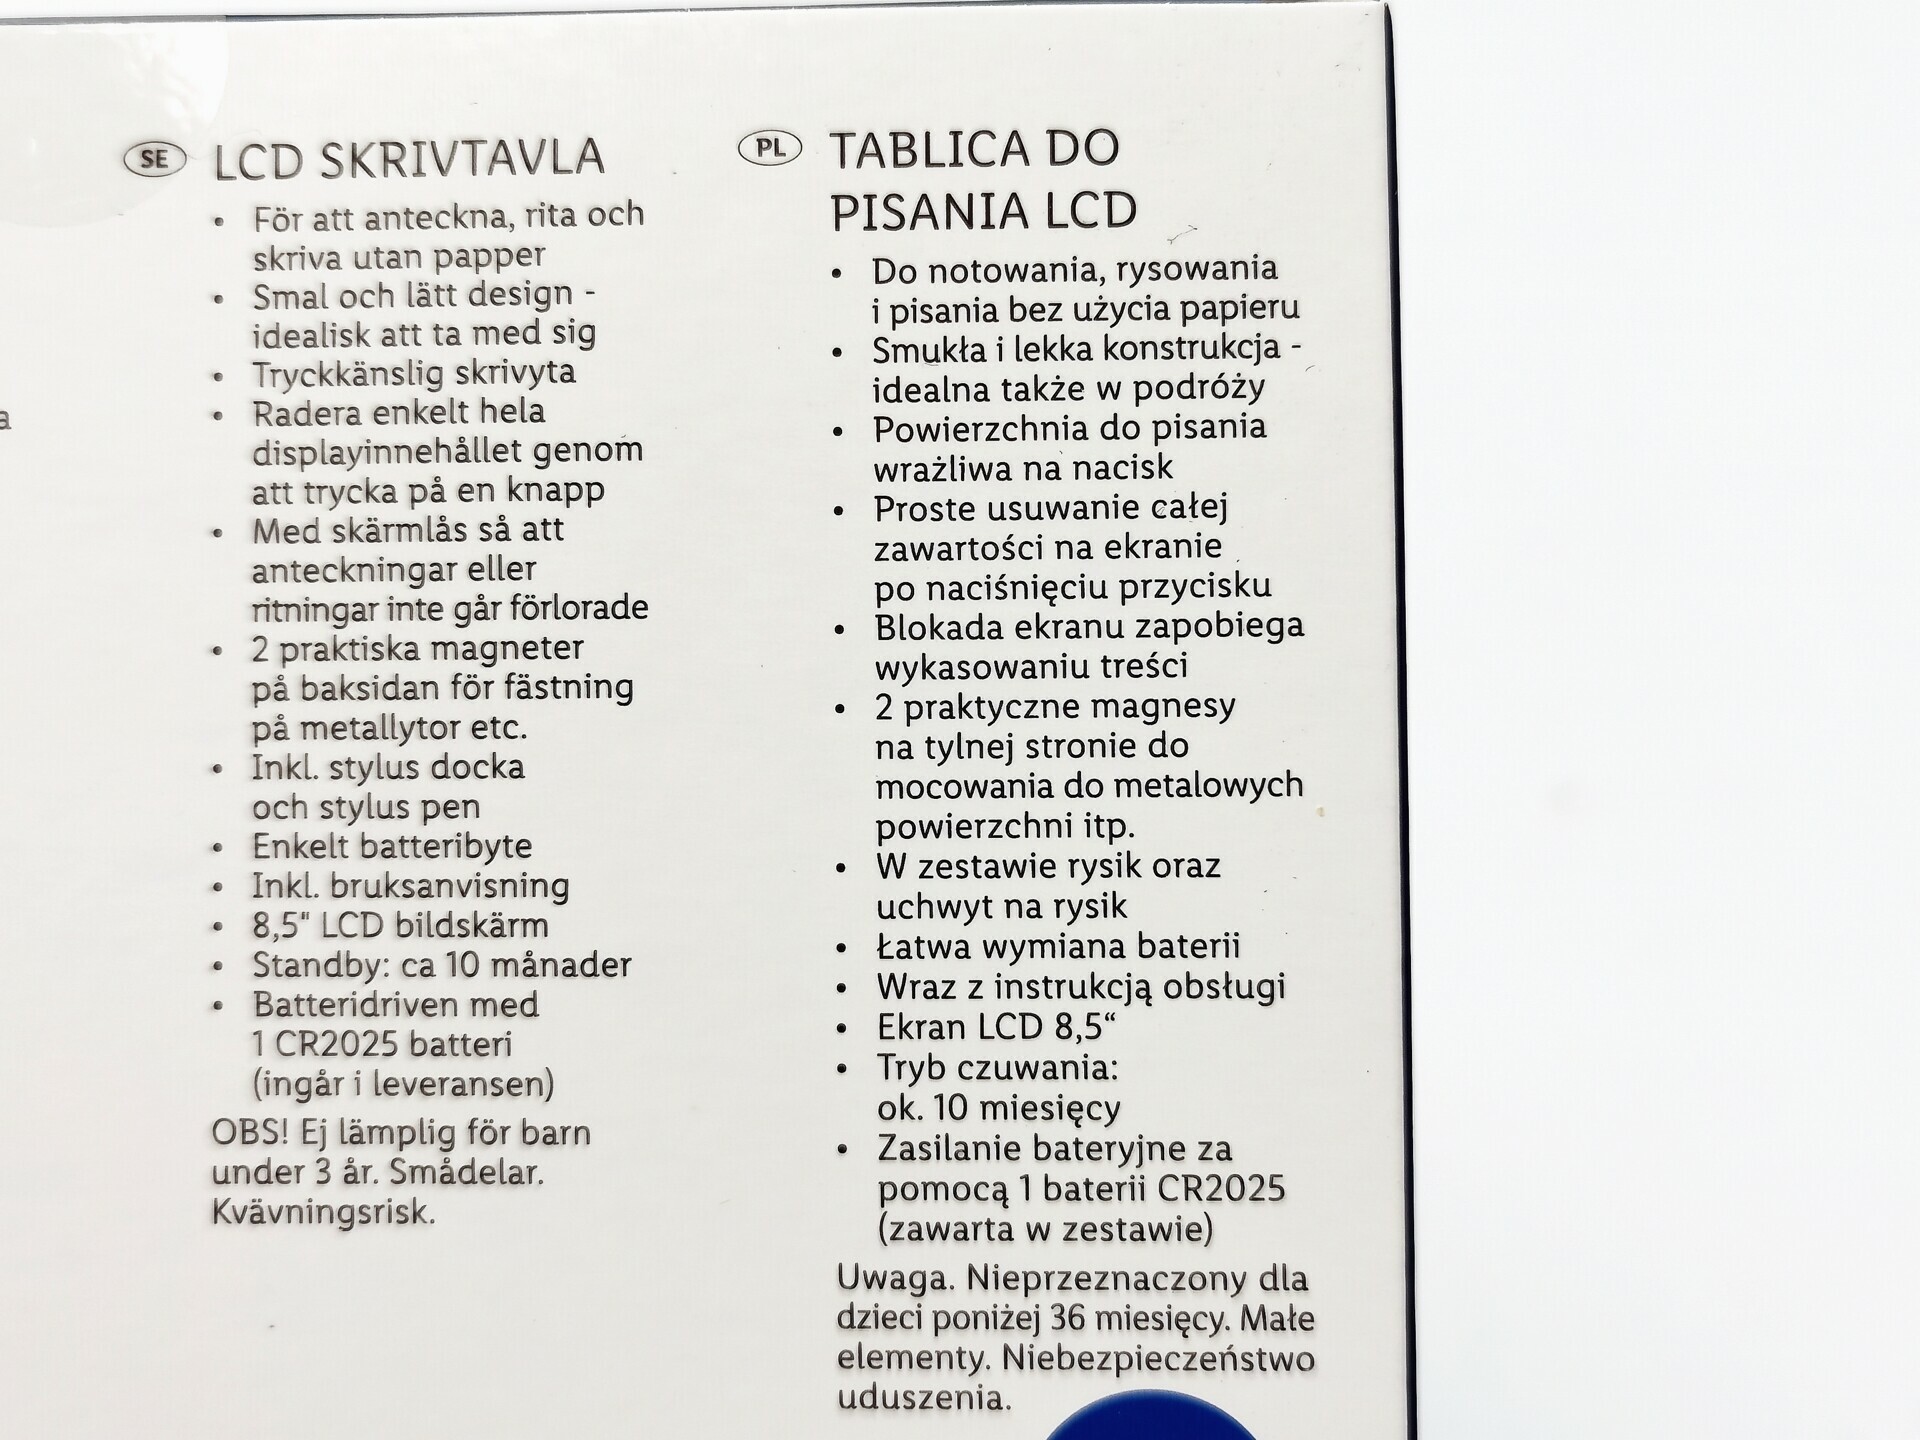 a
SE LCD SKRIVTAVLA
• För att anteckna, rita och
skriva utan papper
• Smal och lätt design -
idealisk att ta med sig
• Tryckkänslig skrivyta
• Radera enkelt hela
displayinnehållet genom
att trycka på en knapp
• Med skärmlås så att
anteckningar eller
ritningar inte går förlorade
• 2 praktiska magneter
på baksidan för fästning
på metallytor etc.
• Inkl. stylus docka
och stylus pen
• Enkelt batteribyte
• Inkl. bruksanvisning
• 8,5“ LCD bildskärm
• Standby: ca 10 månader
• Batteridriven med
1 CR2025 batteri
(ingår i leveransen)
OBS! Ej lämplig för barn
under 3 år. Smådelar.
Kvävningsrisk.
PL TABLICA DO
PISANIA LCD
• Do notowania, rysowania
i pisania bez użycia papieru
• Smukła i lekka konstrukcja -
idealna także w podróży
• Powierzchnia do pisania
wrażliwa na nacisk
• Proste usuwanie całej
zawartości na ekranie
po naciśnięciu przycisku
• Blokada ekranu zapobiega
wykasowaniu treści
• 2 praktyczne magnesy
na tylnej stronie do
mocowania do metalowych
powierzchni itp.
• W zestawie rysik oraz
uchwyt na rysik
• Łatwa wymiana baterii
• Wraz z instrukcją obsługi
• Ekran LCD 8,5“
• Tryb czuwania:
ok. 10 miesięcy
• Zasilanie bateryjne za
pomocą 1 baterii CR2025
(zawarta w zestawie)
Uwaga. Nieprzeznaczony dla
dzieci poniżej 36 miesięcy. Małe
elementy. Niebezpieczeństwo
uduszenia.